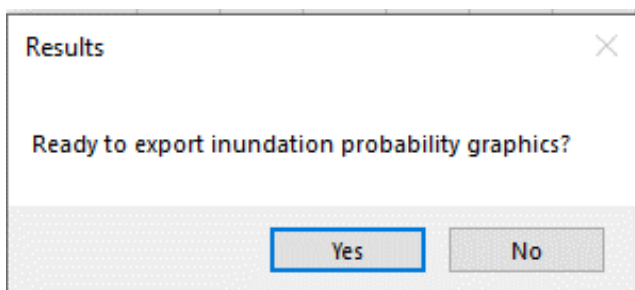 Results
Ready to export inundation probability graphics?
Yes
No